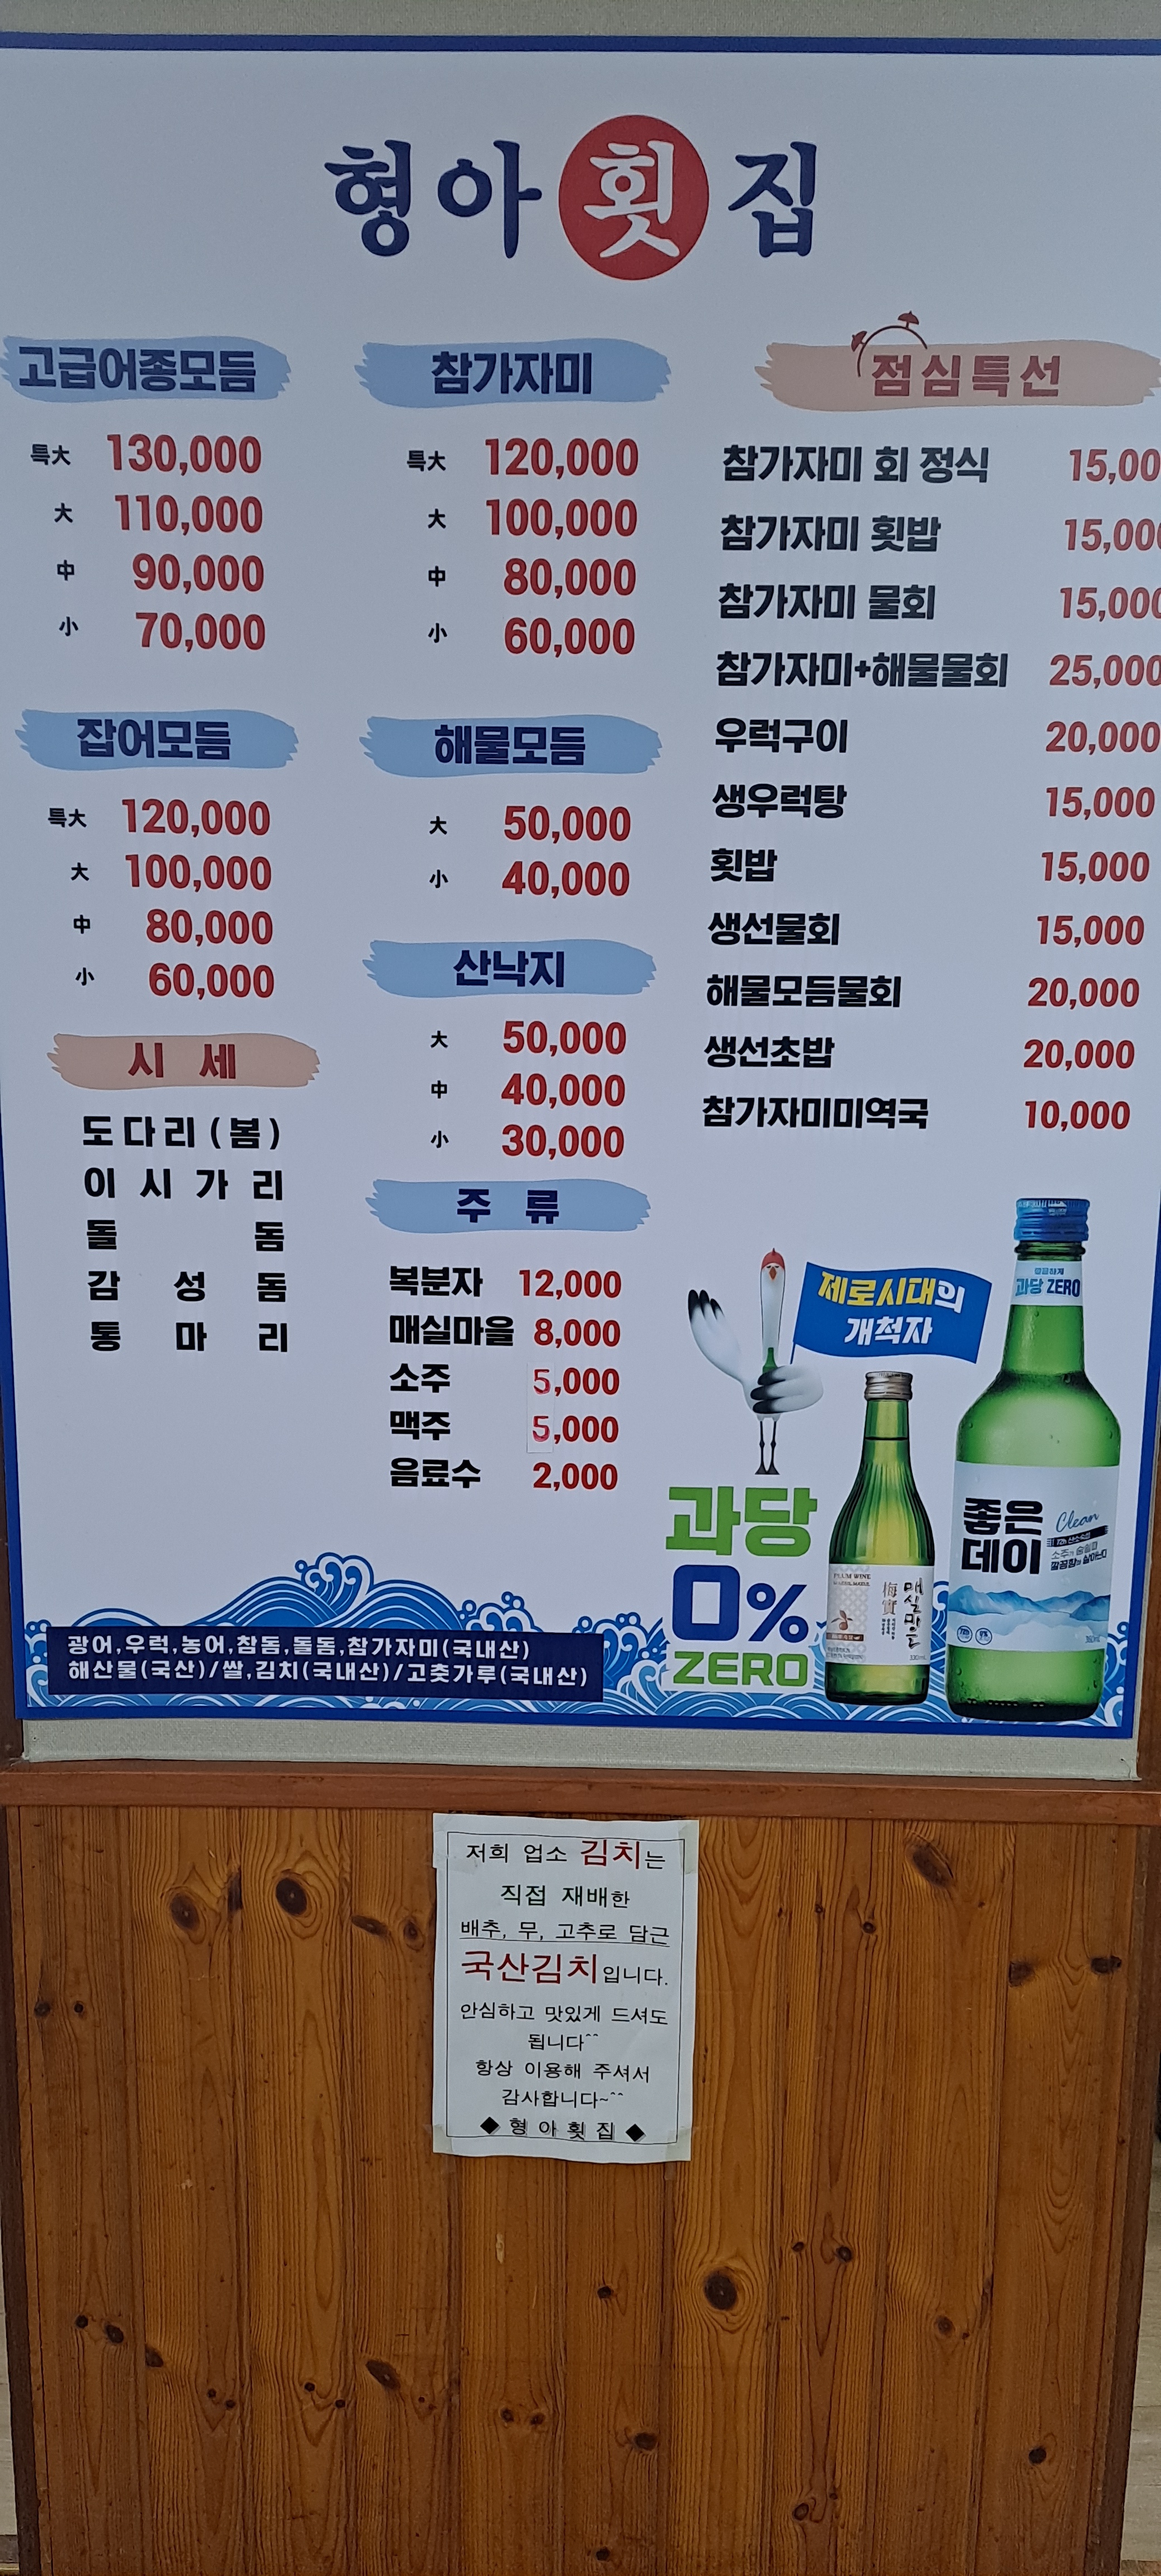 형아횟집
고급어종모듬
특大 130,000
大 110,000
中 90,000
小 70,000
잡어모듬
특大 120,000
大 100,000
中 80,000
小 60,000
시 세
도다리(봄)
이시가리
돌 돔
감 성 돔
통 마 리
참가자미
특大 120,000
大 100,000
中 80,000
小 60,000
해물모듬
大 50,000
小 40,000
산낙지
大 50,000
中 40,000
小 30,000
주 류
복분자 12,000
매실마을 8,000
소주 5,000
맥주 5,000
음료수 2,000
점심특선
참가자미 회 정식 15,00
참가자미 횟밥 15,000
참가자미 물회 15,000
참가자미+해물물회 25,000
우럭구이 20,000
생우럭탕 15,000
횟밥 15,000
생선물회 15,000
해물모듬물회 20,000
생선초밥 20,000
참가자미미역국 10,000
제로시대의
개척자
과당
0%
ZERO
PLUM WINE
梅實
매실마을
과당 ZERO
좋은
데이
Clean
광어,우럭,농어,참돔,돌돔,참가자미(국내산)
해산물(국산)/쌀,김치(국내산)/고춧가루(국내산)
저희 업소 김치는
직접 재배한
배추, 무, 고추로 담근
국산김치입니다.
안심하고 맛있게 드셔도
됩니다^^
항상 이용해 주셔서
감사합니다~^^
◆ 형 아 횟 집 ◆